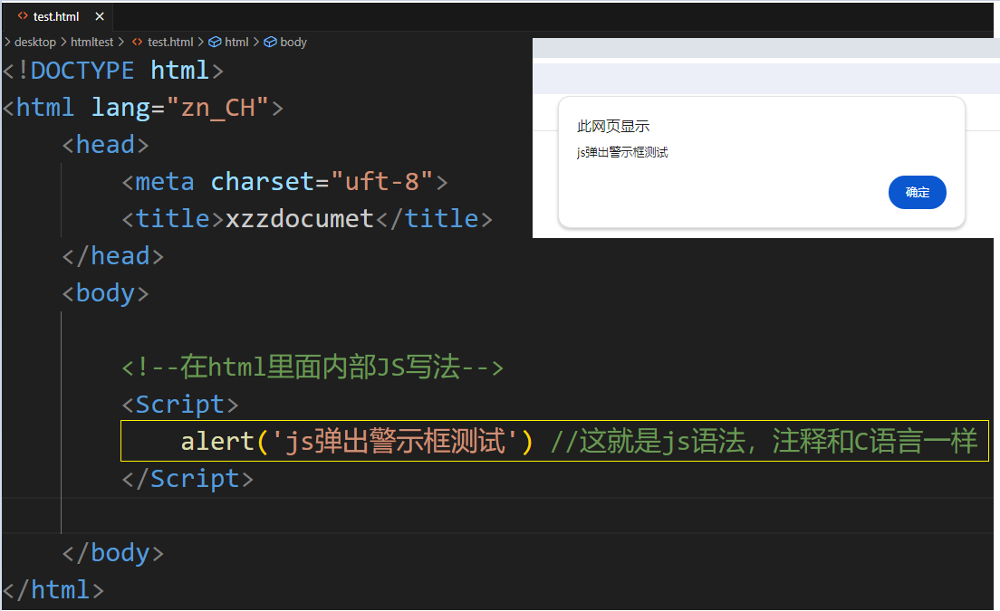 test.html
desktop htmltest test.html html body
<!DOCTYPE html>
<html lang="zn_CH">
<head>
<meta charset="uft-8">
<title>xzzdocumet</title>
</head>
<body>
<!--在html里面内部JS写法-->
<Script>
alert('js弹出警示框测试') //这就是js语法，注释和C语言一样
</Script>
</body>
</html>
此网页显示
js弹出警示框测试
确定